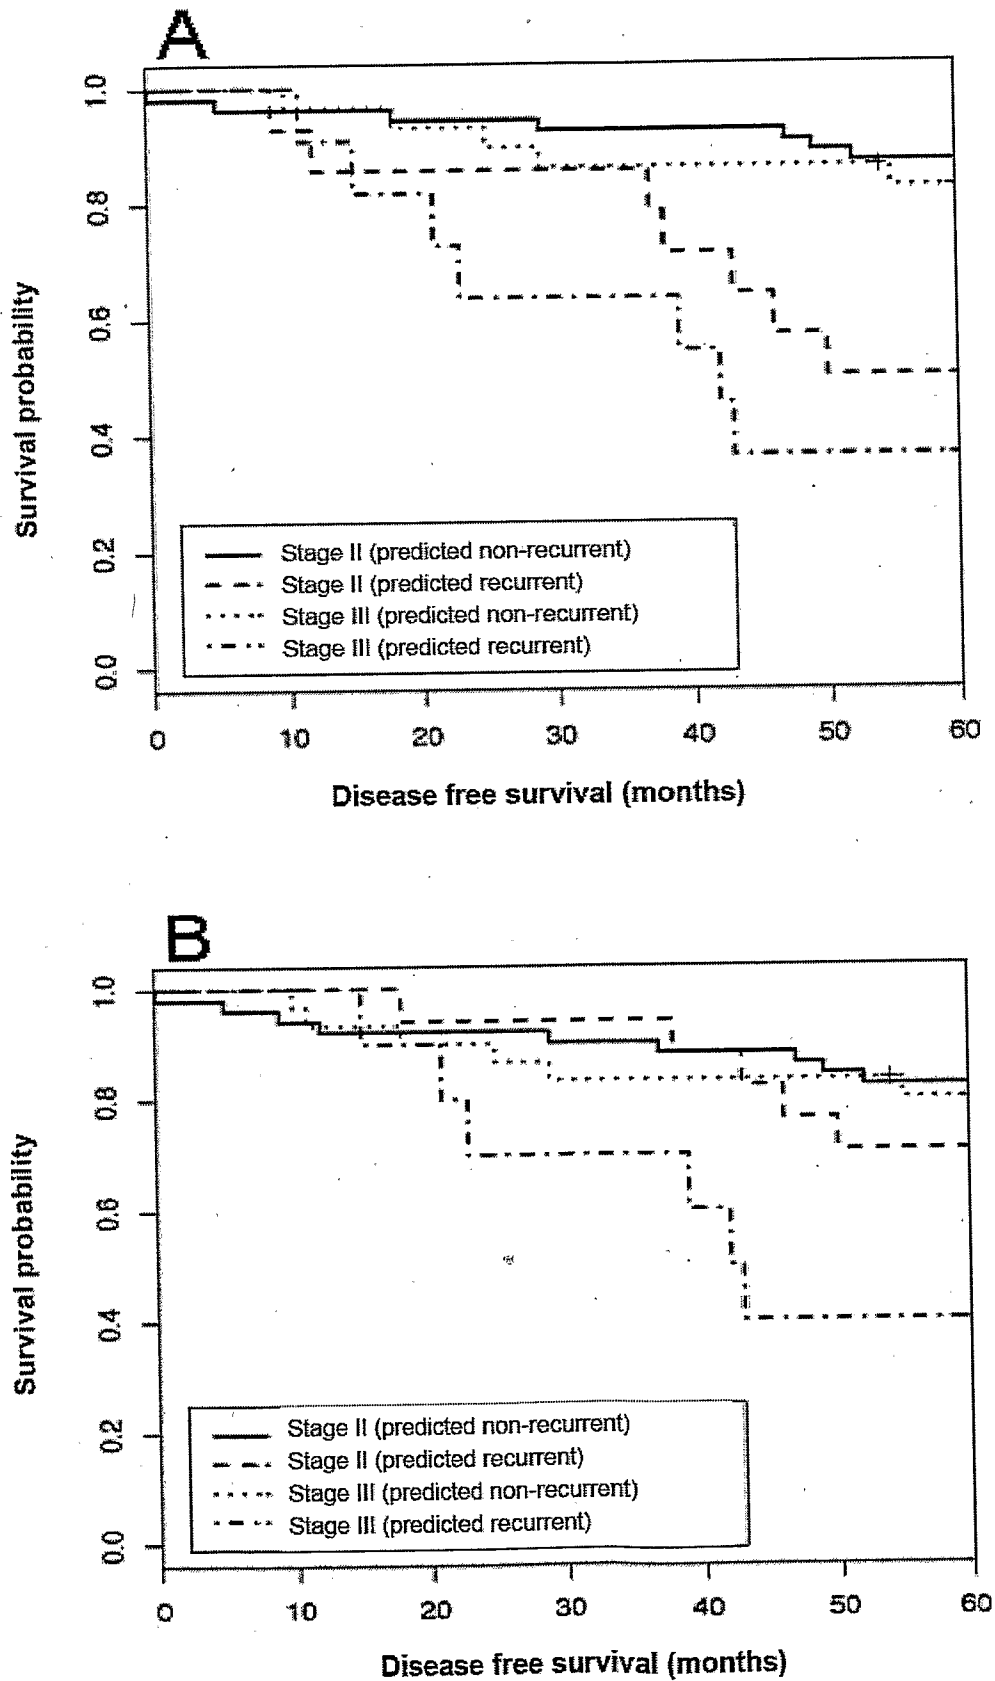 A
1.0
0.8
0.6
0.4
0.2
0.0
Survival probability
Stage II (predicted non-recurrent)
Stage II (predicted recurrent)
Stage III (predicted non-recurrent)
Stage III (predicted recurrent)
0 10 20 30 40 50 60
Disease free survival (months)
B
1.0
0.8
0.6
0.4
0.2
0.0
Survival probability
Stage II (predicted non-recurrent)
Stage II (predicted recurrent)
Stage III (predicted non-recurrent)
Stage III (predicted recurrent)
0 10 20 30 40 50 60
Disease free survival (months)